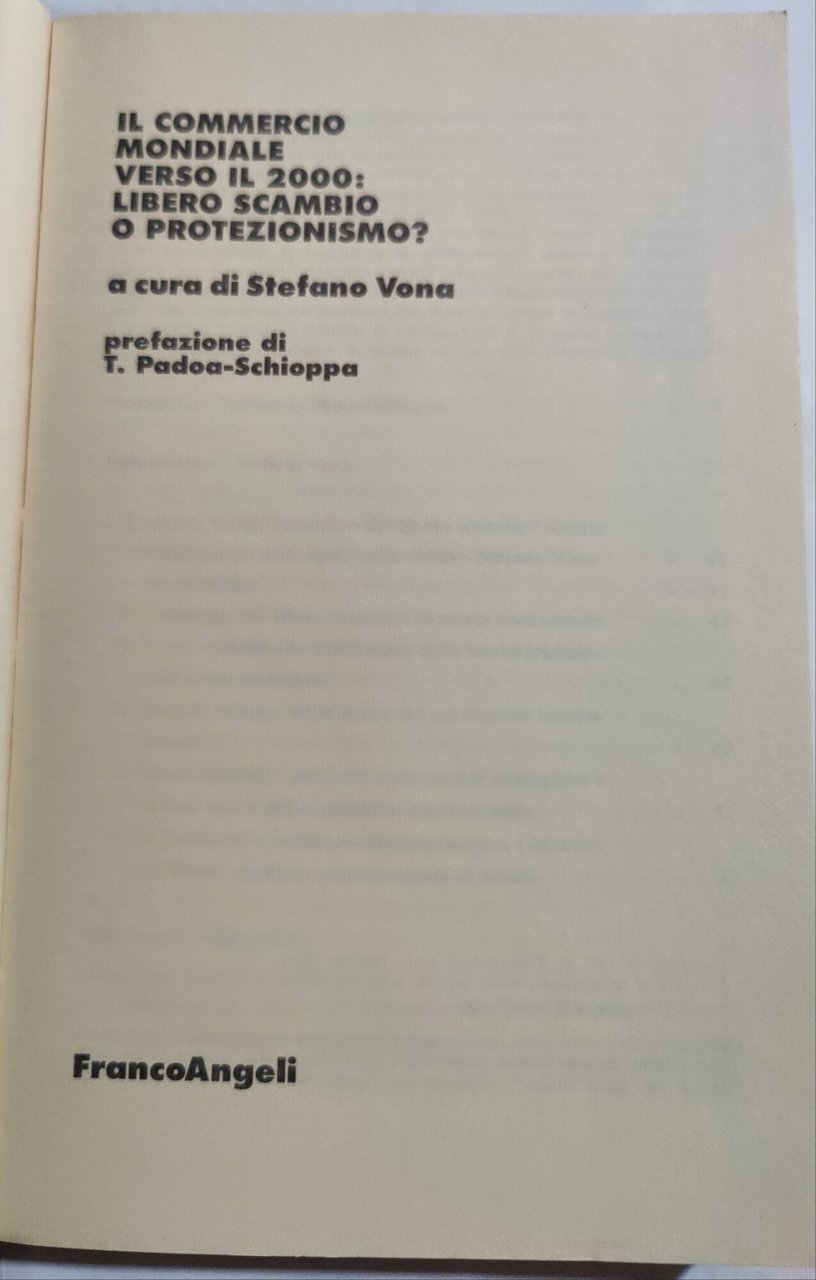 IL COMMERCIO
MONDIALE
VERSO IL 2000:
LIBERO SCAMBIO
O PROTEZIONISMO?
a cura di Stefano Vona
prefazione di
T. Padoa-Schioppa
FrancoAngeli